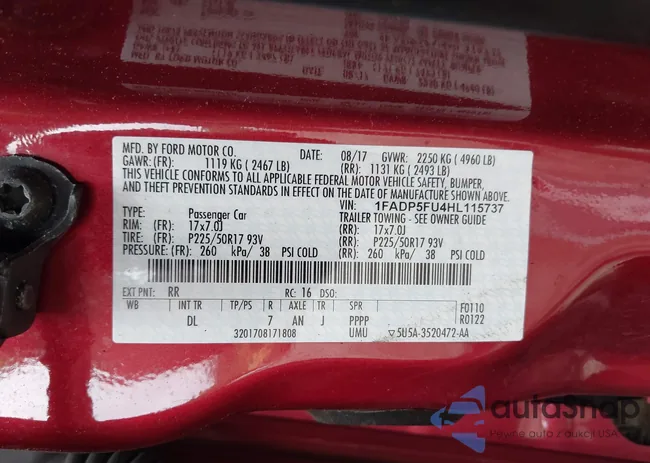 MFD. BY FORD MOTOR CO. DATE: 08/17 GVWR: 2250 KG ( 4960 LB)
GAWR: (FR): 1119 KG ( 2467 LB) (RR): 1131 KG ( 2493 LB)
THIS VEHICLE CONFORMS TO ALL APPLICABLE FEDERAL MOTOR VEHICLE SAFETY, BUMPER,
AND THEFT PREVENTION STANDARDS IN EFFECT ON THE DATE OF MANUFACTURE SHOWN ABOVE.
VIN: 1FADP5FU4HL115737
TYPE: Passenger Car TRAILER TOWING - SEE OWNER GUIDE
RIM: (FR) : 17x7.0J (RR): 17x7.0J
TIRE: (FR) : P225/50R17 93V (RR): P225/50R17 93V
PRESSURE: (FR) : 260 kPa/ 38 PSI COLD (RR): 260 kPa/ 38 PSI COLD
EXT PNT: RR RC: 16 DSO:
WB INT TR TP/PS R AXLE TR SPR F0110
DL 7 AN J PPPP R0122
3201708171808 UMU ▽5U5A-3520472-AA
autoSnap
Pewne auta z aukcji USA